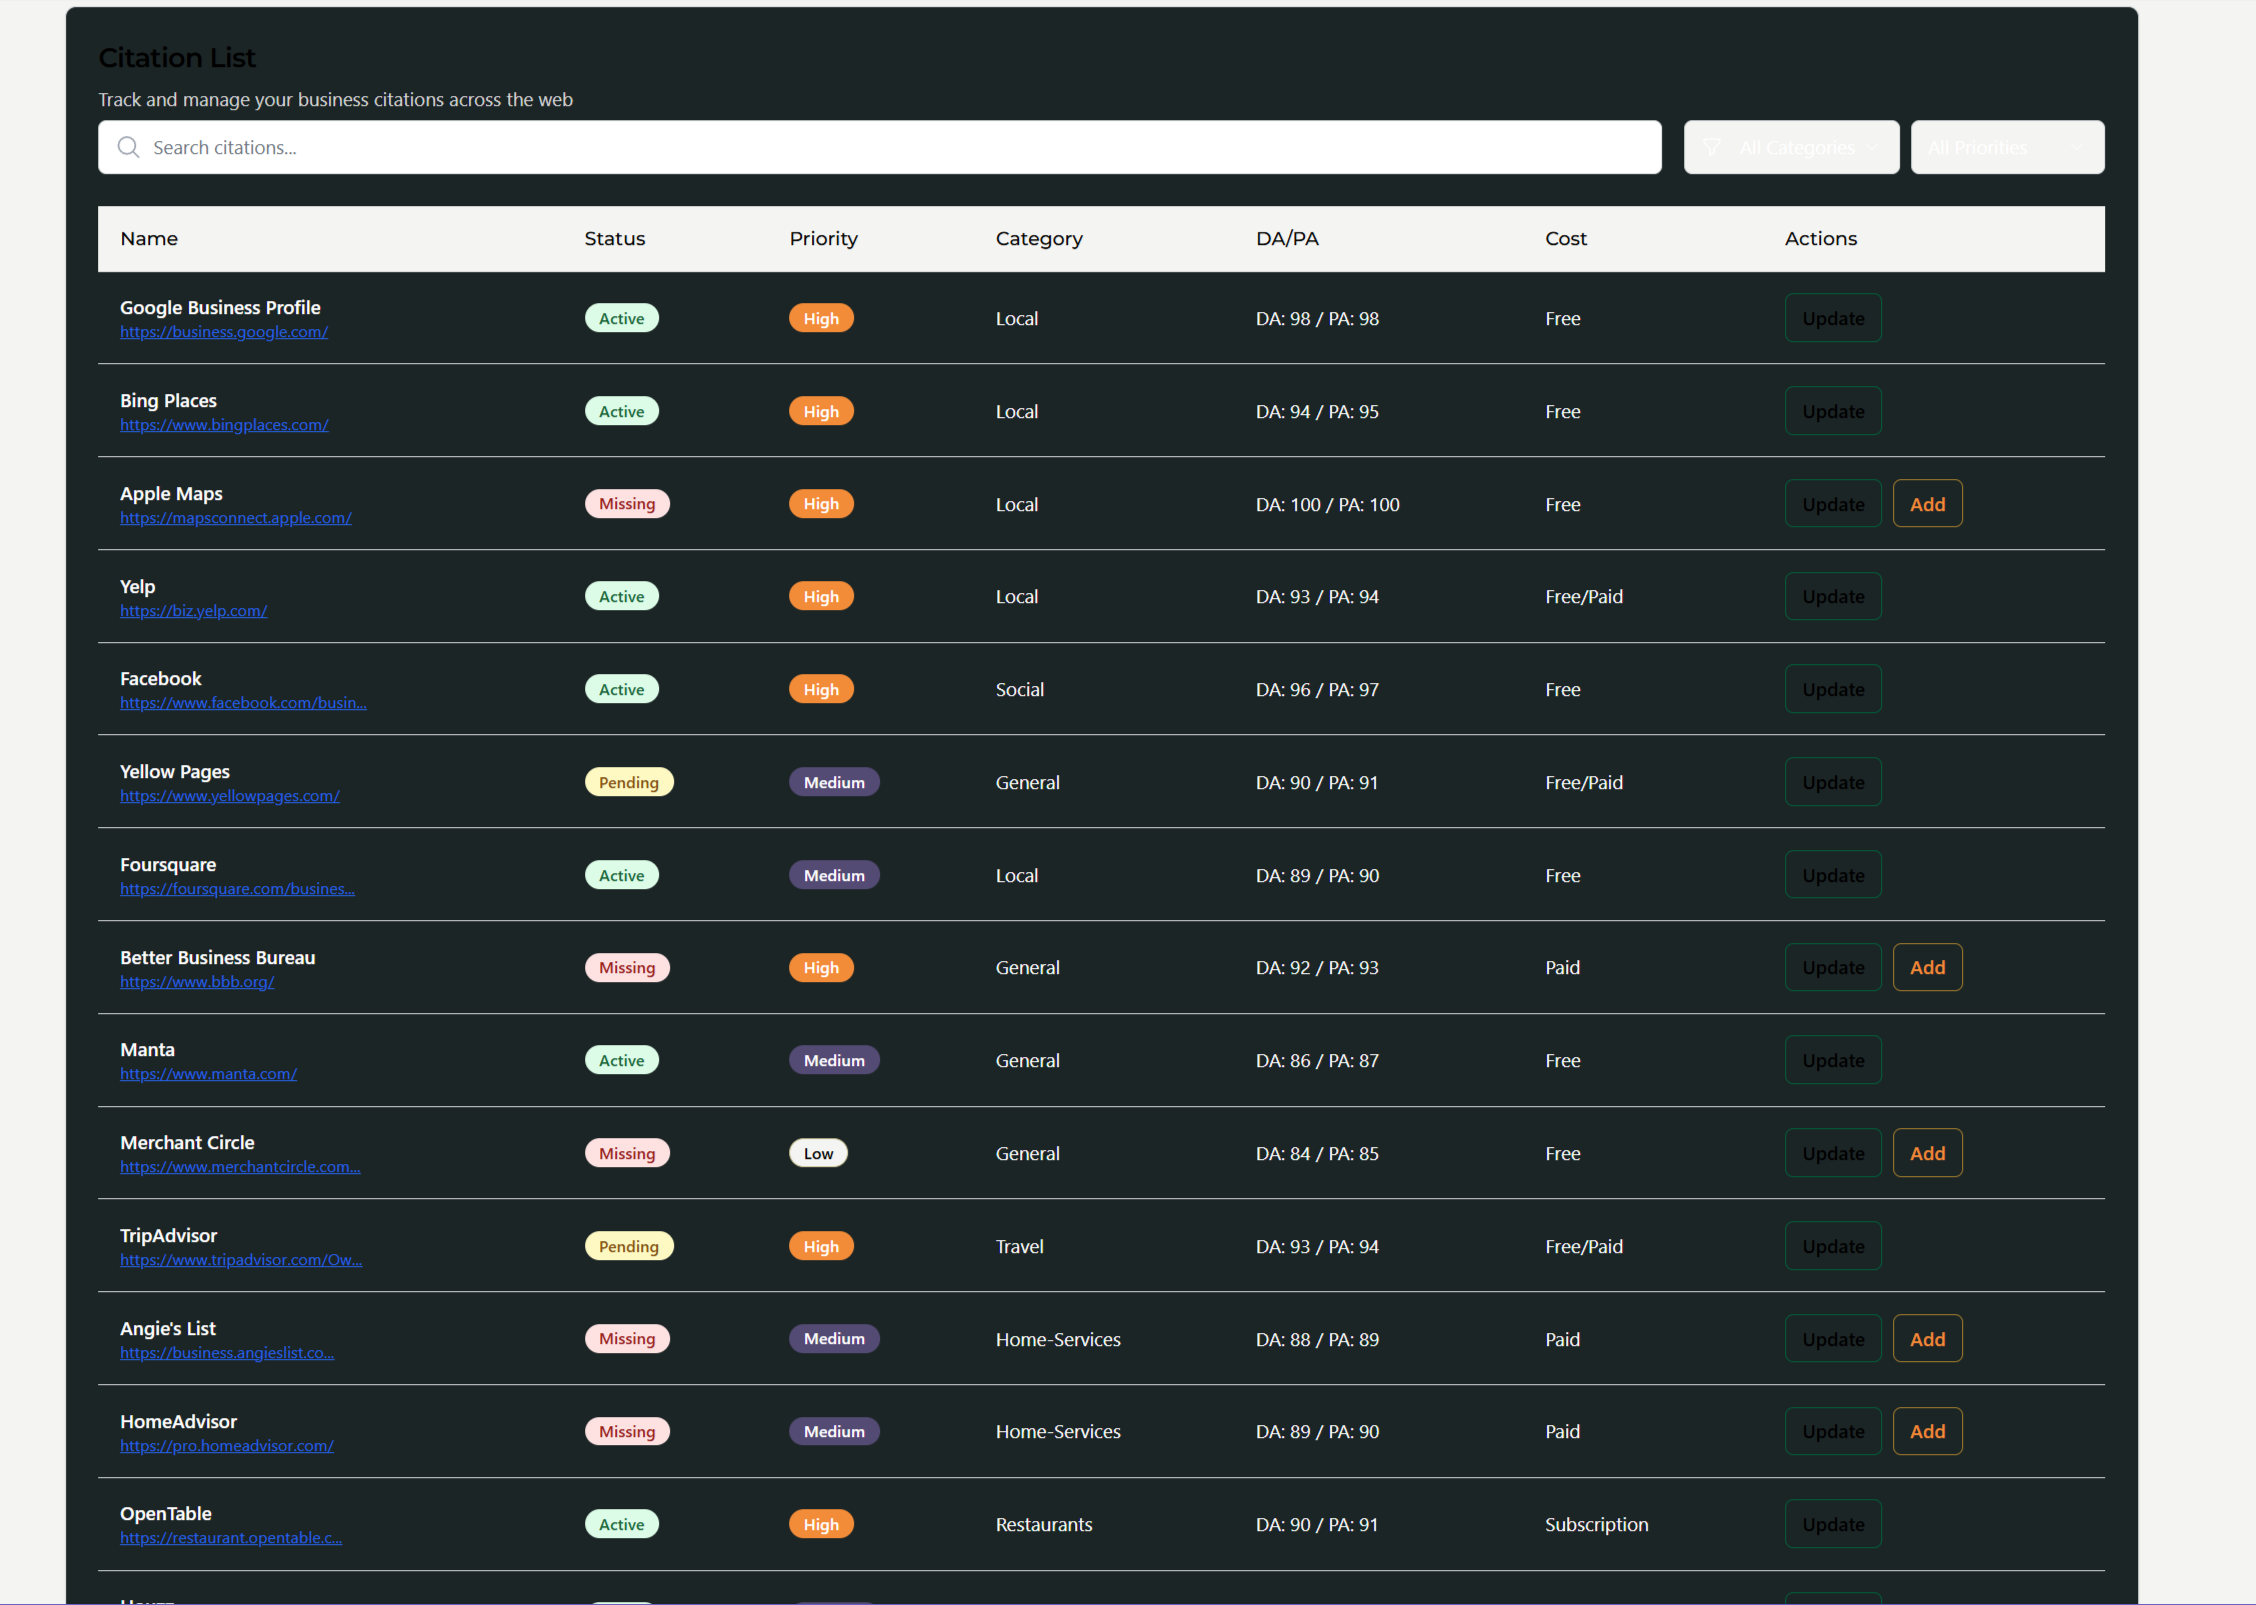 Citation List
Track and manage your business citations across the web
Search citations... All Categories All Priorities
Name Status Priority Category DA/PA Cost Actions
Google Business Profile
https://business.google.com/
Active High Local DA: 98 / PA: 98 Free Update
Bing Places
https://www.bingplaces.com/
Active High Local DA: 94 / PA: 95 Free Update
Apple Maps
https://mapsconnect.apple.com/
Missing High Local DA: 100 / PA: 100 Free Update Add
Yelp
https://biz.yelp.com/
Active High Local DA: 93 / PA: 94 Free/Paid Update
Facebook
https://www.facebook.com/busin...
Active High Social DA: 96 / PA: 97 Free Update
Yellow Pages
https://www.yellowpages.com/
Pending Medium General DA: 90 / PA: 91 Free/Paid Update
Foursquare
https://foursquare.com/busines...
Active Medium Local DA: 89 / PA: 90 Free Update
Better Business Bureau
https://www.bbb.org/
Missing High General DA: 92 / PA: 93 Paid Update Add
Manta
https://www.manta.com/
Active Medium General DA: 86 / PA: 87 Free Update
Merchant Circle
https://www.merchantcircle.com...
Missing Low General DA: 84 / PA: 85 Free Update Add
TripAdvisor
https://www.tripadvisor.com/Ow...
Pending High Travel DA: 93 / PA: 94 Free/Paid Update
Angie's List
https://business.angieslist.co...
Missing Medium Home-Services DA: 88 / PA: 89 Paid Update Add
HomeAdvisor
https://pro.homeadvisor.com/
Missing Medium Home-Services DA: 89 / PA: 90 Paid Update Add
OpenTable
https://restaurant.opentable.c...
Active High Restaurants DA: 90 / PA: 91 Subscription Update